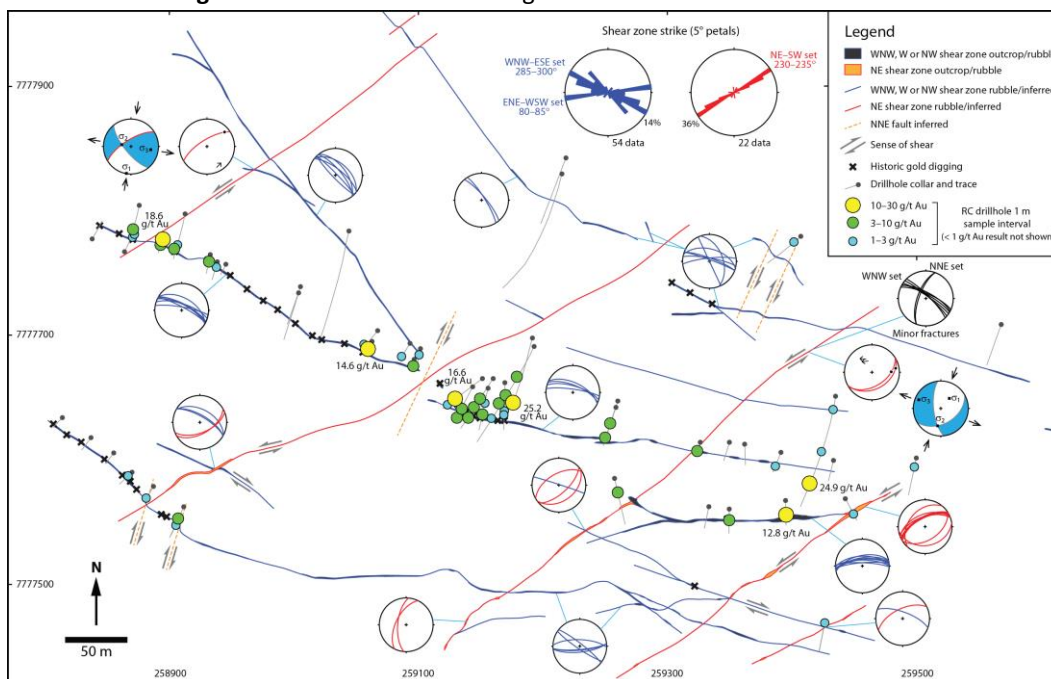 Shear zone strike (5° petals)
WNW–ESE set
285–300°
ENE–WSW set
80–85°
14%
54 data
NE–SW set
230–235°
36%
22 data
Legend
WNW, W or NW shear zone outcrop/rubble
NE shear zone outcrop/rubble
WNW, W or NW shear zone rubble/inferred
NE shear zone rubble/inferred
NNE fault inferred
Sense of shear
Historic gold digging
Drillhole collar and trace
10–30 g/t Au
3–10 g/t Au
1–3 g/t Au
RC drillhole 1 m
sample interval
(< 1 g/t Au result not shown)
7777900
σ2
σ3
σ1
18.6
g/t Au
WNW set
NNE set
Minor fractures
7777700
14.6 g/t Au
16.6
g/t Au
25.2
g/t Au
σ3
σ1
σ2
24.9 g/t Au
12.8 g/t Au
7777500
N
50 m
258900
259100
259300
259500